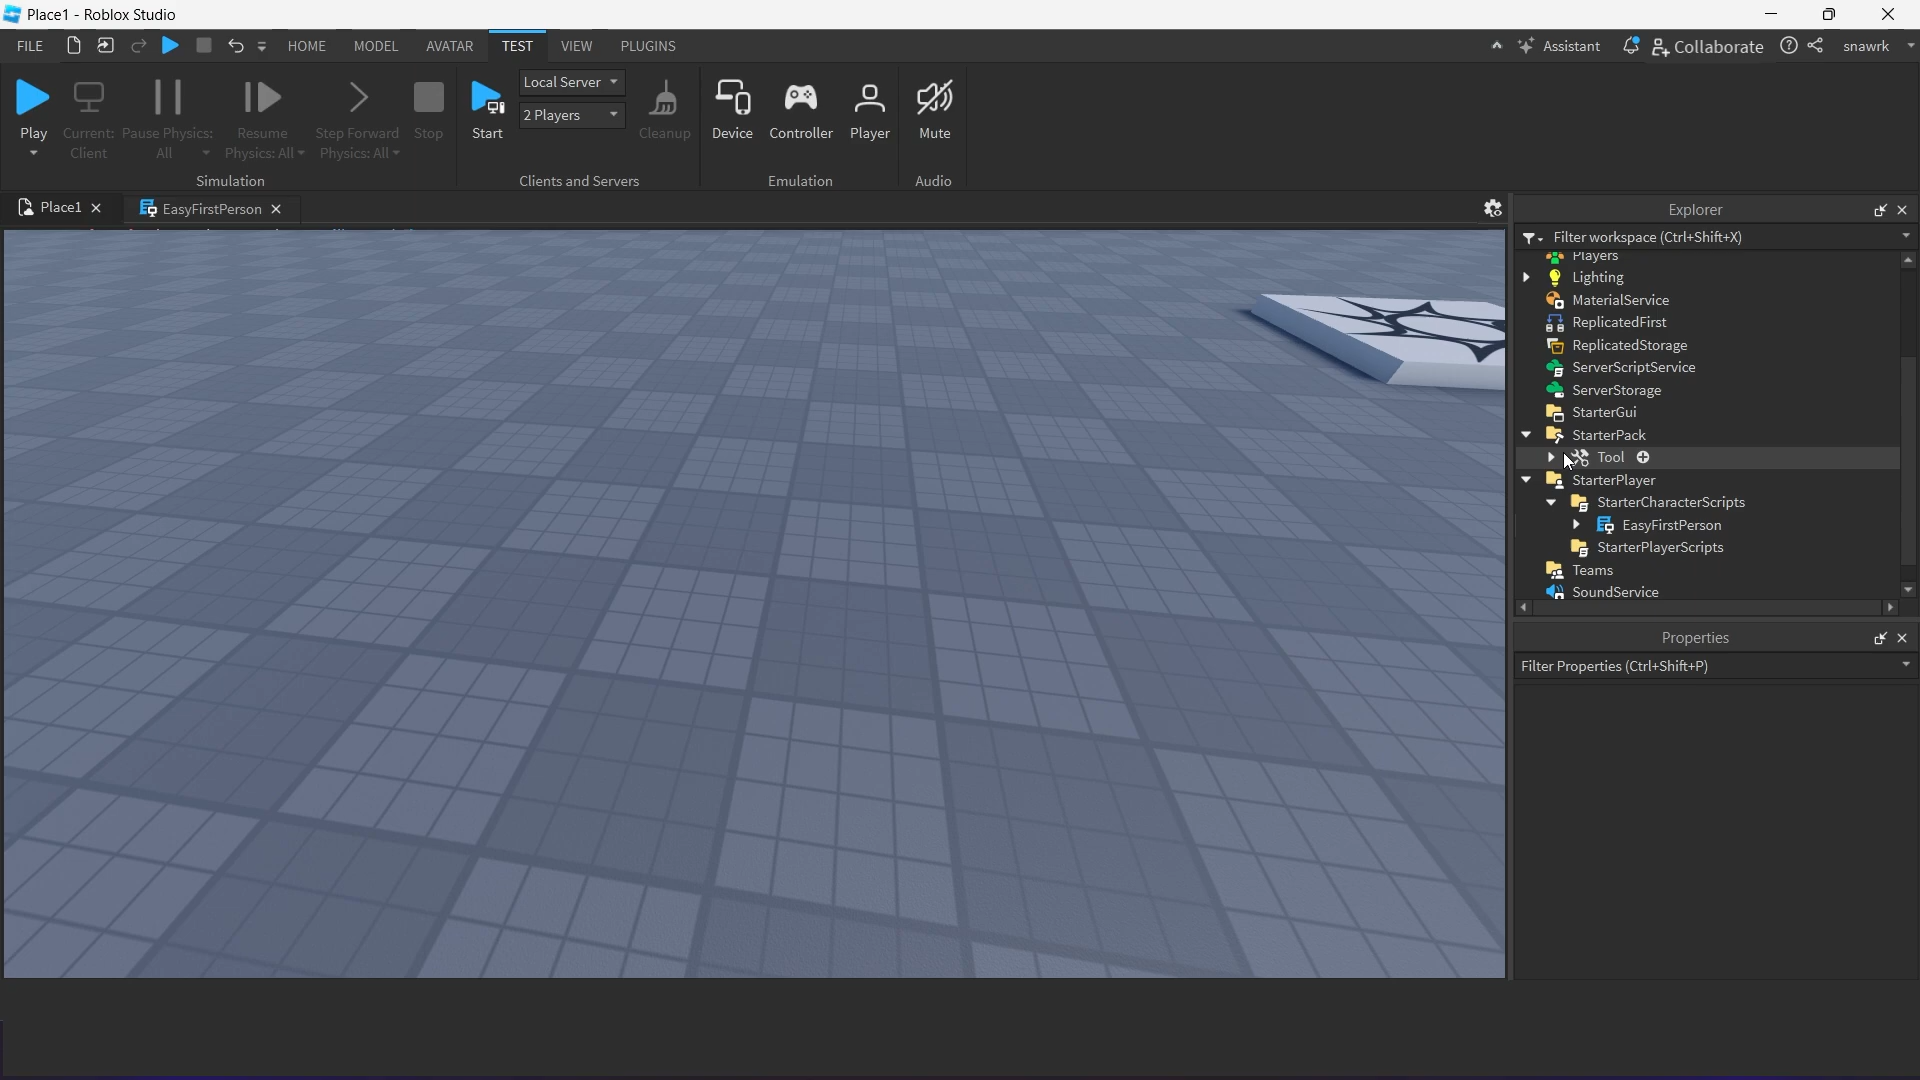 Place1 - Roblox Studio
FILE HOME MODEL AVATAR TEST VIEW PLUGINS Assistant Collaborate snawrk
Play Current: Client Pause Physics: All Resume Physics: All Step Forward Physics: All Stop
Simulation
Start Local Server 2 Players Cleanup
Clients and Servers
Device Controller Player
Emulation
Mute
Audio
Place1 EasyFirstPerson
Explorer
Filter workspace (Ctrl+Shift+X)
Players
Lighting
MaterialService
ReplicatedFirst
ReplicatedStorage
ServerScriptService
ServerStorage
StarterGui
StarterPack
Tool
StarterPlayer
StarterCharacterScripts
EasyFirstPerson
StarterPlayerScripts
Teams
SoundService
Properties
Filter Properties (Ctrl+Shift+P)